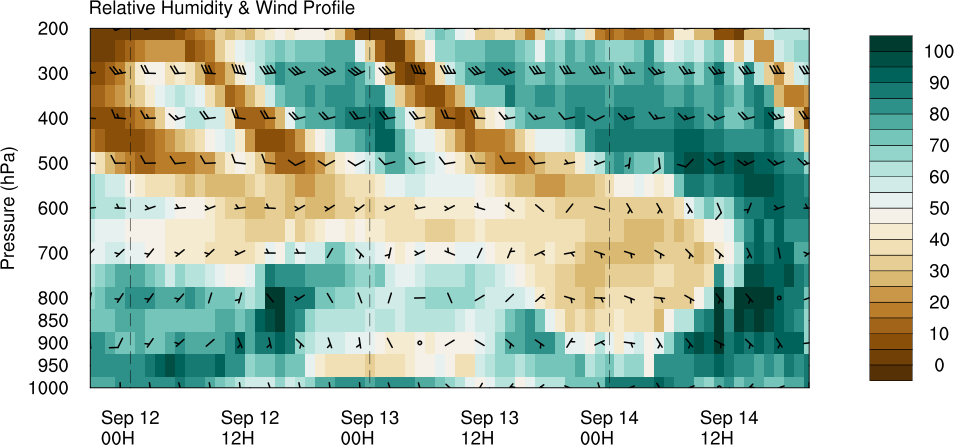 Relative Humidity & Wind Profile
200
300
400
500
600
700
800
850
900
950
1000
Pressure (hPa)
Sep 12
00H
Sep 12
12H
Sep 13
00H
Sep 13
12H
Sep 14
00H
Sep 14
12H
100
90
80
70
60
50
40
30
20
10
0